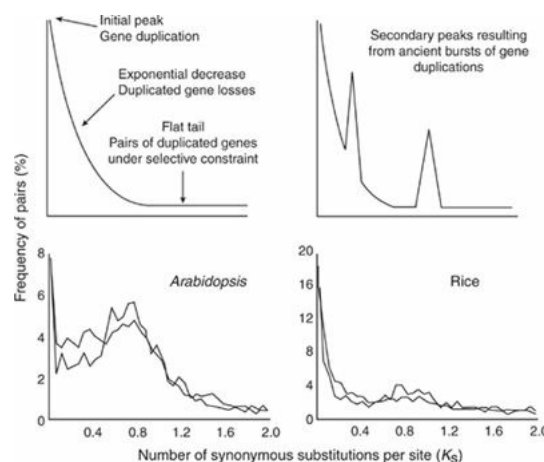 Initial peak
Gene duplication
Exponential decrease
Duplicated gene losses
Flat tail
Pairs of duplicated genes
under selective constraint
Secondary peaks resulting
from ancient bursts of gene
duplications
Frequency of pairs (%)
8
6
4
2
0
Arabidopsis
0.4 0.8 1.2 1.6 2.0
20
16
12
8
4
0
Rice
0.4 0.8 1.2 1.6 2.0
Number of synonymous substitutions per site (Ks)